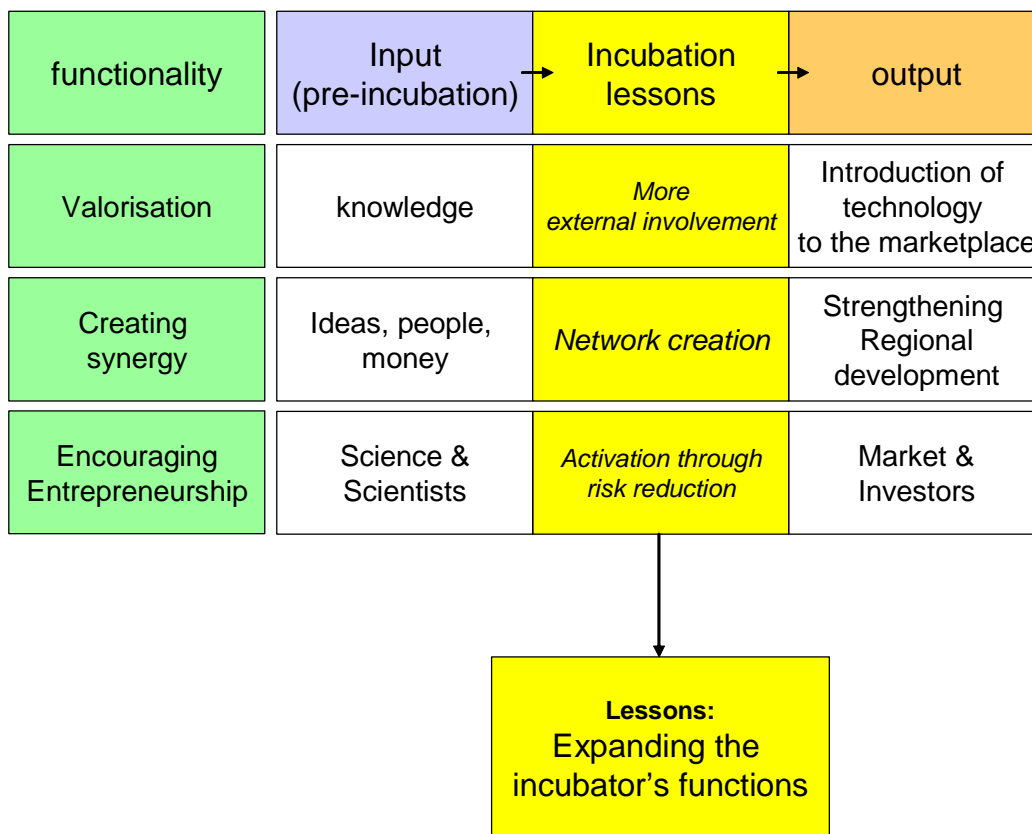 functionality
Input
(pre-incubation)
Incubation
lessons
output
Valorisation
knowledge
More
external involvement
Introduction of
technology
to the marketplace
Creating
synergy
Ideas, people,
money
Network creation
Strengthening
Regional
development
Encouraging
Entrepreneurship
Science &
Scientists
Activation through
risk reduction
Market &
Investors
Lessons:
Expanding the
incubator's functions